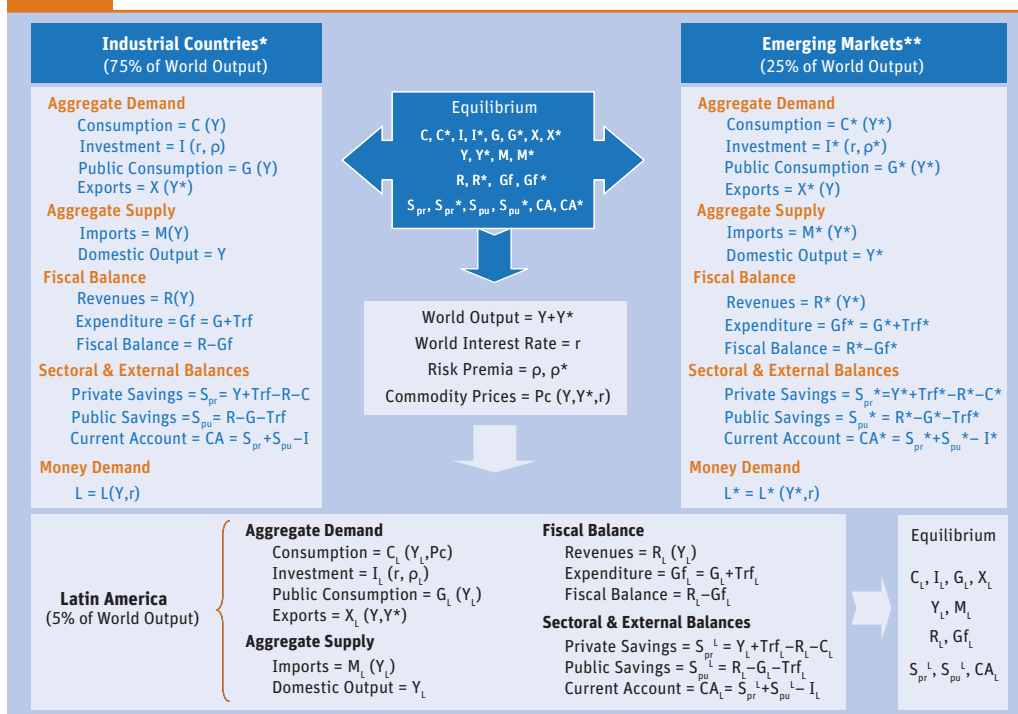 Industrial Countries*
(75% of World Output)
Aggregate Demand
Consumption = C (Y)
Investment = I (r, ρ)
Public Consumption = G (Y)
Exports = X (Y*)
Aggregate Supply
Imports = M(Y)
Domestic Output = Y
Fiscal Balance
Revenues = R(Y)
Expenditure = Gf = G+Trf
Fiscal Balance = R–Gf
Sectoral & External Balances
Private Savings = Spr= Y+Trf–R–C
Public Savings =Spu= R–G–Trf
Current Account = CA = Spr+Spu–I
Money Demand
L = L(Y,r)
Equilibrium
C, C*, I, I*, G, G*, X, X*
Y, Y*, M, M*
R, R*, Gf, Gf*
Spr, Spr*, Spu, Spu*, CA, CA*
World Output = Y+Y*
World Interest Rate = r
Risk Premia = ρ, ρ*
Commodity Prices = Pc (Y,Y*,r)
Emerging Markets**
(25% of World Output)
Aggregate Demand
Consumption = C* (Y*)
Investment = I* (r, ρ*)
Public Consumption = G* (Y*)
Exports = X* (Y)
Aggregate Supply
Imports = M* (Y*)
Domestic Output = Y*
Fiscal Balance
Revenues = R* (Y*)
Expenditure = Gf* = G*+Trf*
Fiscal Balance = R*–Gf*
Sectoral & External Balances
Private Savings = Spr*=Y*+Trf*–R*–C*
Public Savings = Spu* = R*–G*–Trf*
Current Account = CA* = Spr*+Spu*– I*
Money Demand
L* = L* (Y*,r)
Latin America
(5% of World Output)
Aggregate Demand
Consumption = CL (YL,Pc)
Investment = IL (r, ρL)
Public Consumption = GL (YL)
Exports = XL (Y,Y*)
Aggregate Supply
Imports = ML (YL)
Domestic Output = YL
Fiscal Balance
Revenues = RL (YL)
Expenditure = GfL = GL+TrfL
Fiscal Balance = RL–GfL
Sectoral & External Balances
Private Savings = SprL = YL+TrfL–RL–CL
Public Savings = SpuL = RL–GL–TrfL
Current Account = CAL= SprL+SpuL– IL
Equilibrium
CL, IL, GL, XL
YL, ML
RL, GfL
SprL, SpuL, CAL